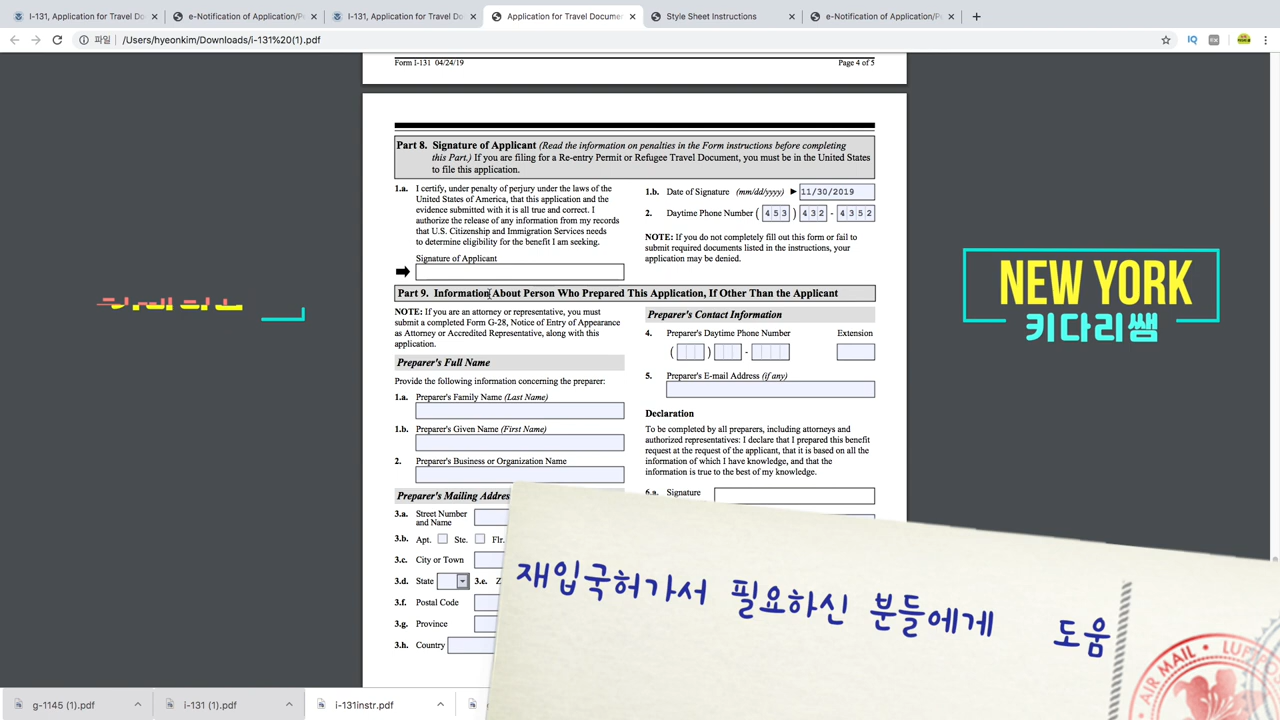 I-131, Application for Travel Do
e-Notification of Application/Pe
I-131, Application for Travel Do
Application for Travel Docume
Style Sheet Instructions
e-Notification of Application/Pe
파일 /Users/hyeonkim/Downloads/i-131%20(1).pdf
Form I-131 04/24/19
Page 4 of 5
Part 8. Signature of Applicant (Read the information on penalties in the Form instructions before completing
this Part.) If you are filing for a Re-entry Permit or Refugee Travel Document, you must be in the United States
to file this application.
1.a. I certify, under penalty of perjury under the laws of the
United States of America, that this application and the
evidence submitted with it is all true and correct. I
authorize the release of any information from my records
that U.S. Citizenship and Immigration Services needs
to determine eligibility for the benefit I am seeking.
Signature of Applicant
1.b. Date of Signature (mm/dd/yyyy) 11/30/2019
2. Daytime Phone Number ( 453 ) 432 - 4352
NOTE: If you do not completely fill out this form or fail to
submit required documents listed in the instructions, your
application may be denied.
Part 9. Information About Person Who Prepared This Application, If Other Than the Applicant
NOTE: If you are an attorney or representative, you must
submit a completed Form G-28, Notice of Entry of Appearance
as Attorney or Accredited Representative, along with this
application.
Preparer's Full Name
Provide the following information concerning the preparer:
1.a. Preparer's Family Name (Last Name)
1.b. Preparer's Given Name (First Name)
2. Preparer's Business or Organization Name
Preparer's Mailing Addres
3.a. Street Number
and Name
3.b. Apt. Ste. Flr.
3.c. City or Town
3.d. State 3.e. Z
3.f. Postal Code
3.g. Province
3.h. Country
Preparer's Contact Information
4. Preparer's Daytime Phone Number Extension
( ) -
5. Preparer's E-mail Address (if any)
Declaration
To be completed by all preparers, including attorneys and
authorized representatives: I declare that I prepared this benefit
request at the request of the applicant, that it is based on all the
information of which I have knowledge, and that the
information is true to the best of my knowledge.
6.a. Signature
NEW YORK
키다리쌤
재입국허가서 필요하신 분들에게 도움
AIR MAIL
g-1145 (1).pdf
i-131 (1).pdf
i-131instr.pdf